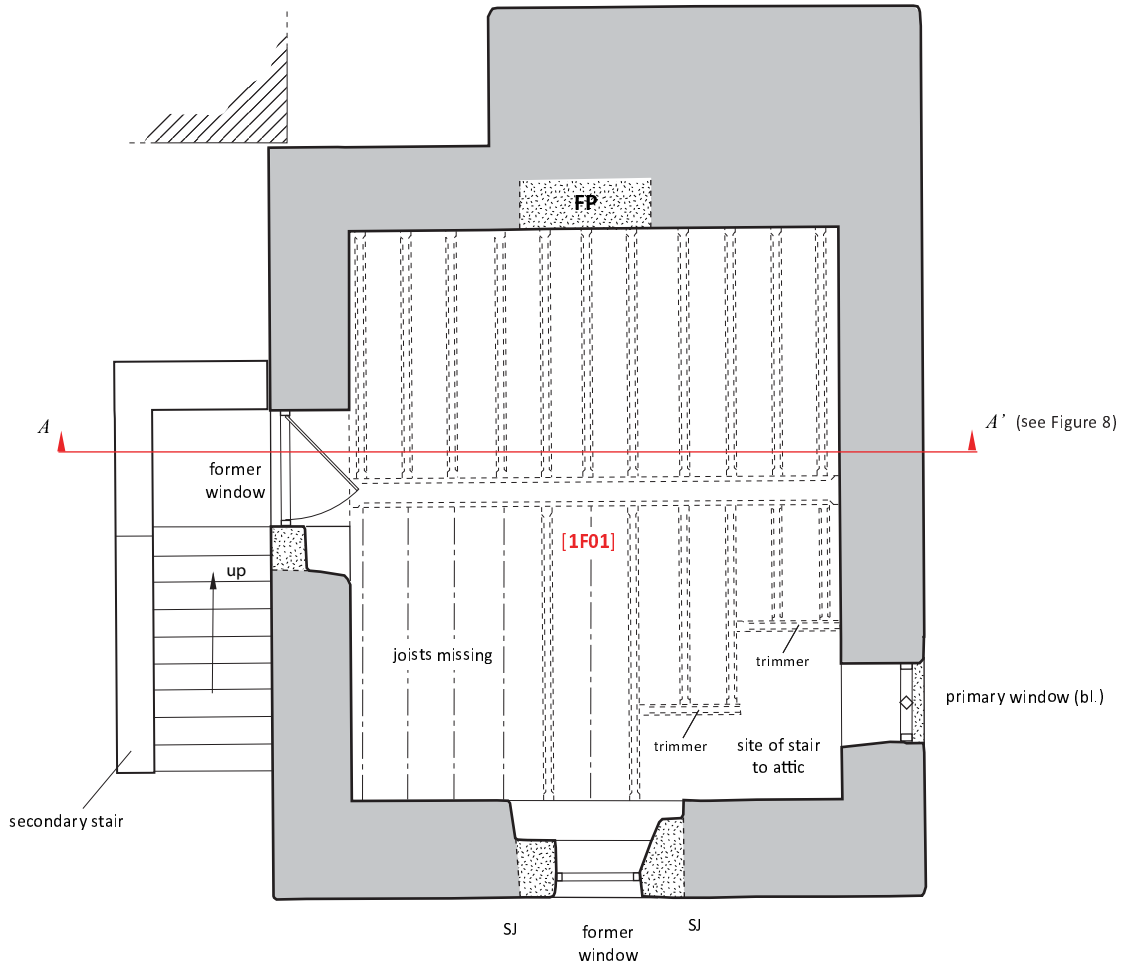 FP
A
A’ (see Figure 8)
former
window
[1F01]
up
joists missing
trimmer
primary window (bl.)
trimmer
site of stair
to attic
secondary stair
SJ
former
window
SJ